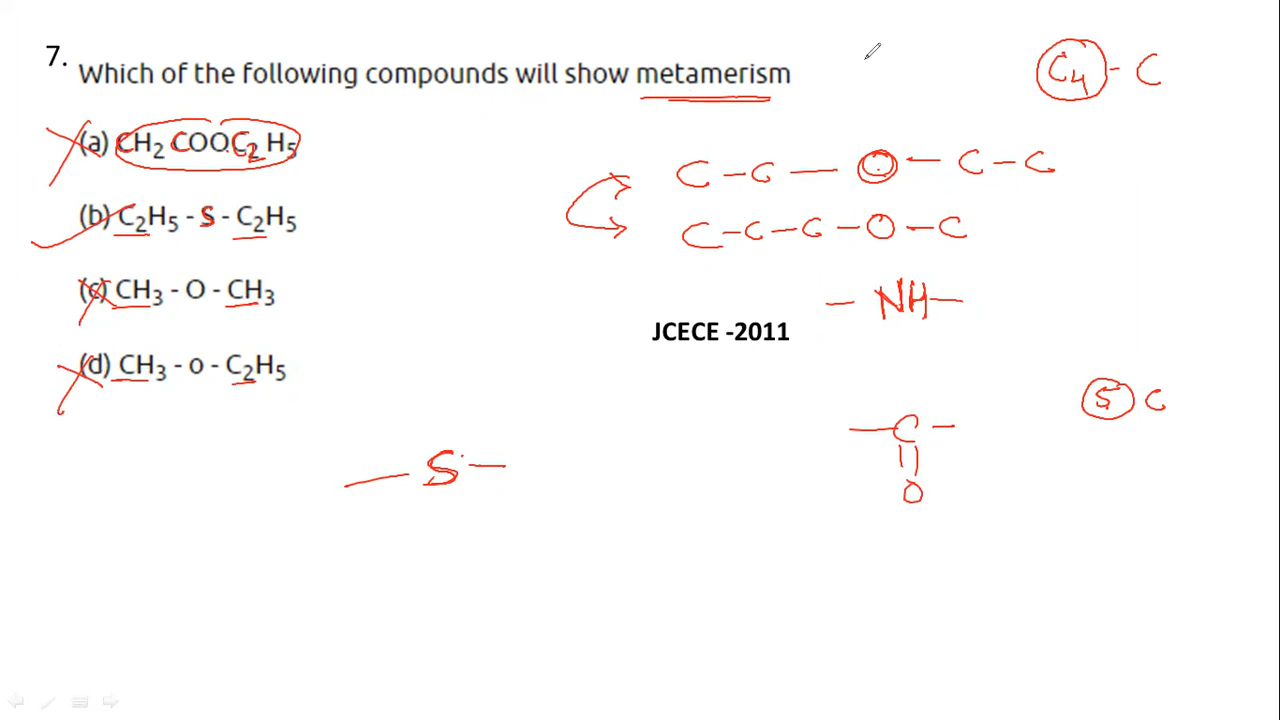 7. Which of the following compounds will show metamerism
C4 - C
(a) CH2 COOC2 H5
C - C - O - C - C
(b) C2H5 - S - C2H5
C - C - C - O - C
(c) CH3 - O - CH3
- NH -
JCECE -2011
(d) CH3 - o - C2H5
5 C
- C -
O
- S -